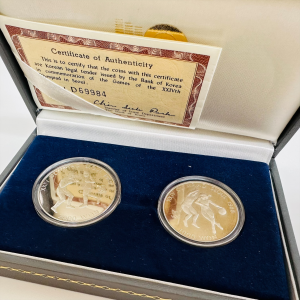 Certificate of Authenticity
This is to certify that the coins with this certificate
are Korean legal tender issued by the Bank of Korea
in commemoration of the Games of the XXIVth
Olympiad in Seoul.
D69984